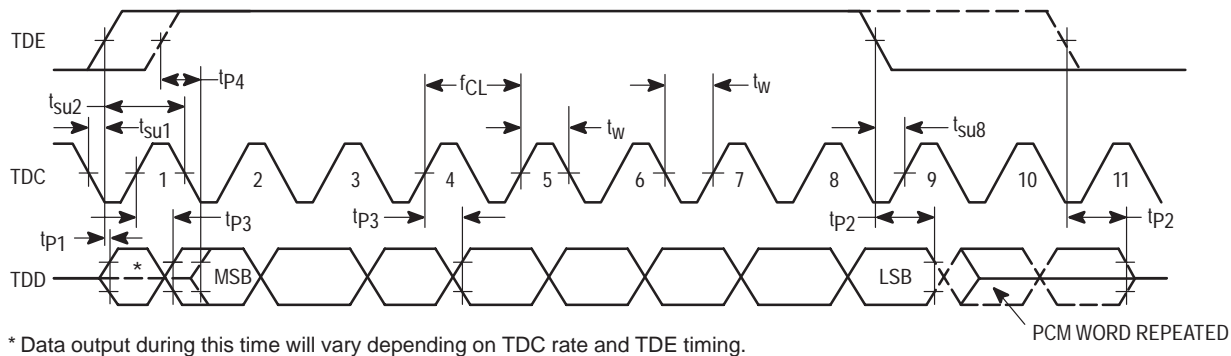 TDE
tP4
tsu2
fCL
tw
tsu1
tw
tsu8
TDC
1 2 3 4 5 6 7 8 9 10 11
tP1
tP3
tP3
tP2
tP2
TDD
*
MSB
LSB
PCM WORD REPEATED
* Data output during this time will vary depending on TDC rate and TDE timing.